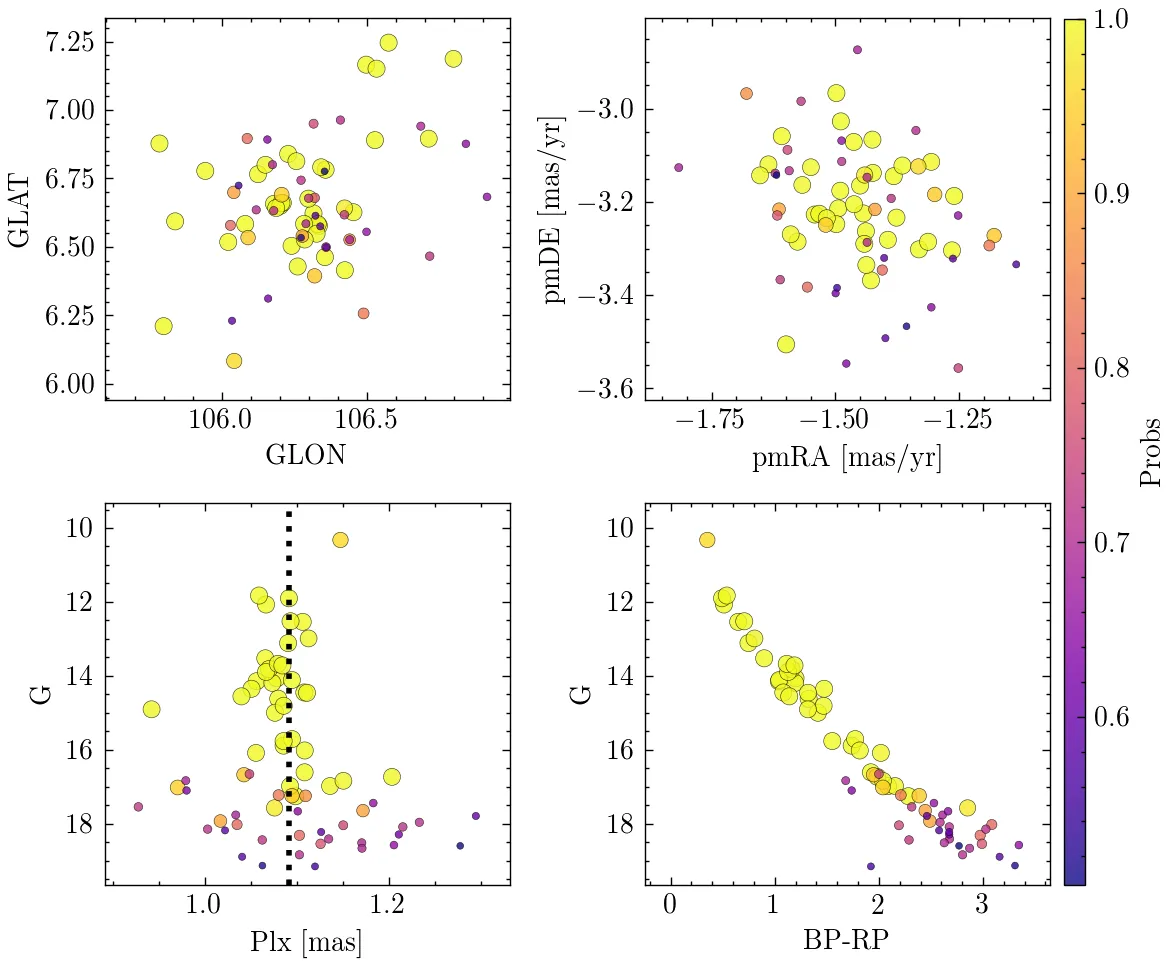 7.25
7.00
6.75
6.50
6.25
6.00
GLAT
106.0 106.5
GLON
−3.0
−3.2
−3.4
−3.6
pmDE [mas/yr]
−1.75 −1.50 −1.25
pmRA [mas/yr]
10
12
14
16
18
G
1.0 1.2
Plx [mas]
10
12
14
16
18
G
0 1 2 3
BP-RP
1.0
0.9
0.8
0.7
0.6
Probs